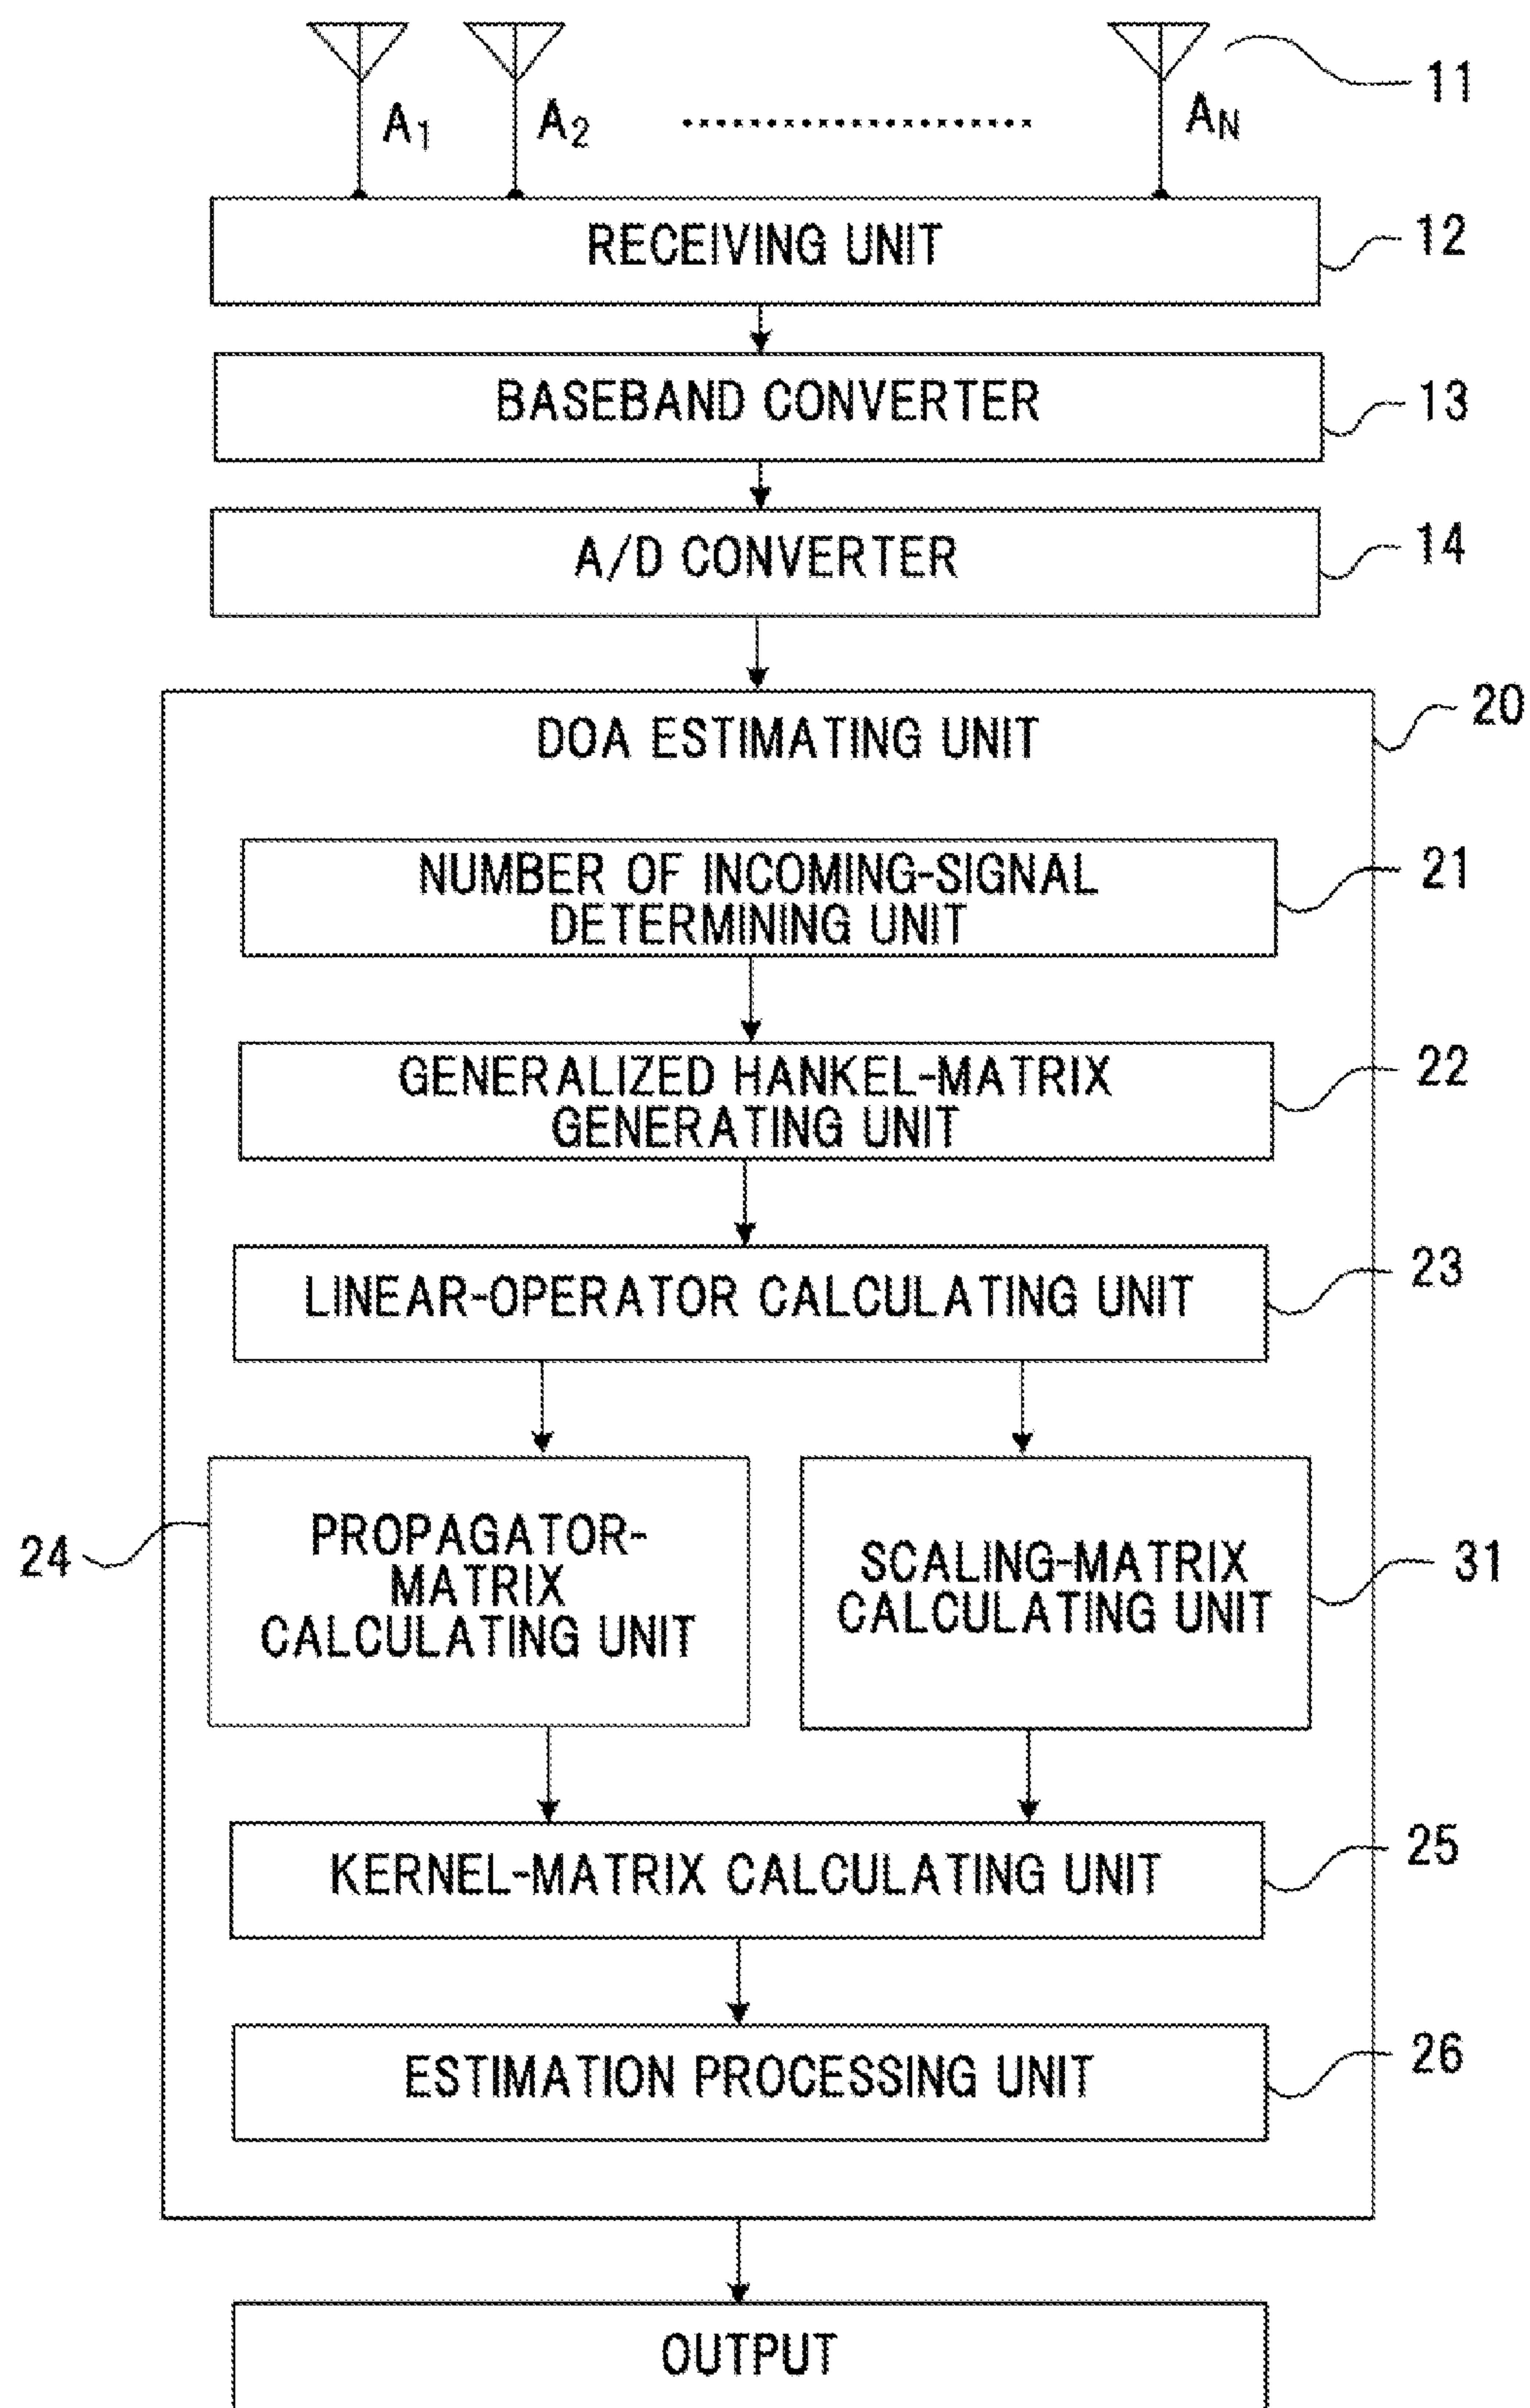 11
A1
A2
AN
RECEIVING UNIT
12
BASEBAND CONVERTER
13
A/D CONVERTER
14
20
DOA ESTIMATING UNIT
NUMBER OF INCOMING-SIGNAL
DETERMINING UNIT
21
GENERALIZED HANKEL-MATRIX
GENERATING UNIT
22
LINEAR-OPERATOR CALCULATING UNIT
23
24
PROPAGATOR-
MATRIX
CALCULATING UNIT
SCALING-MATRIX
CALCULATING UNIT
31
KERNEL-MATRIX CALCULATING UNIT
25
ESTIMATION PROCESSING UNIT
26
OUTPUT